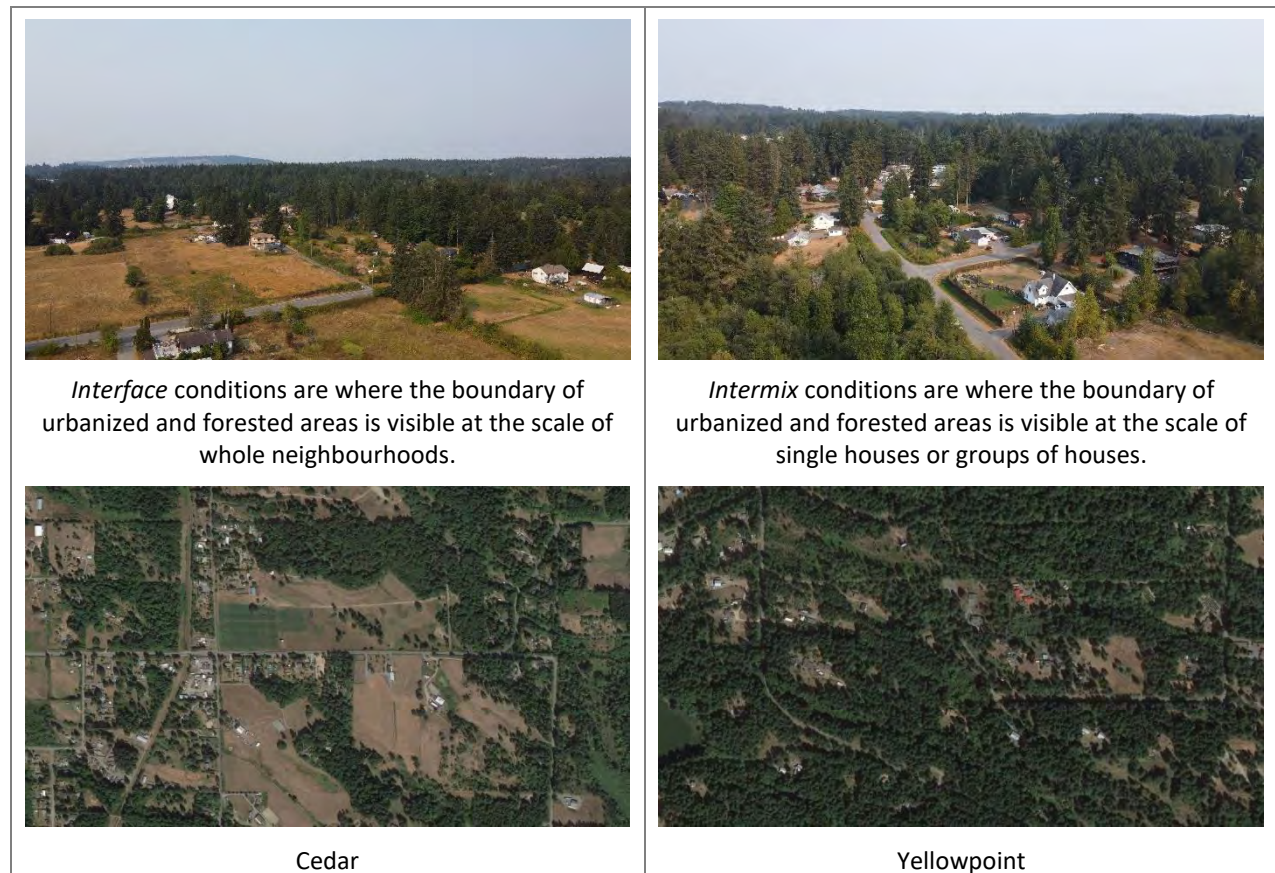 Interface conditions are where the boundary of
urbanized and forested areas is visible at the scale of
whole neighbourhoods.
Intermix conditions are where the boundary of
urbanized and forested areas is visible at the scale of
single houses or groups of houses.
Cedar
Yellowpoint